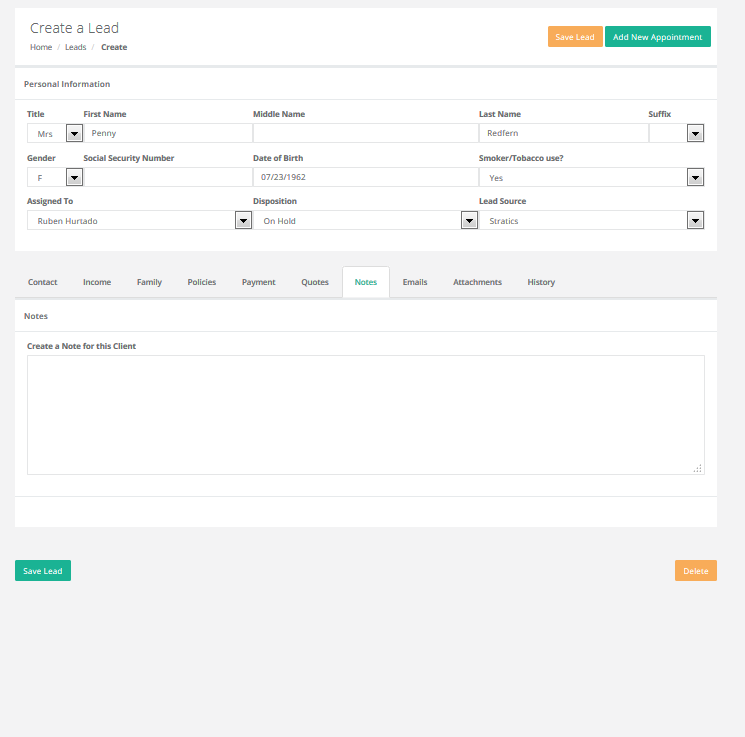 Create a Lead
Home / Leads / Create
Save Lead Add New Appointment
Personal Information
Title First Name Middle Name Last Name Suffix
Mrs Penny Redfern
Gender Social Security Number Date of Birth Smoker/Tobacco use?
F 07/23/1962 Yes
Assigned To Disposition Lead Source
Ruben Hurtado On Hold Stratics
Contact Income Family Policies Payment Quotes Notes Emails Attachments History
Notes
Create a Note for this Client
Save Lead Delete